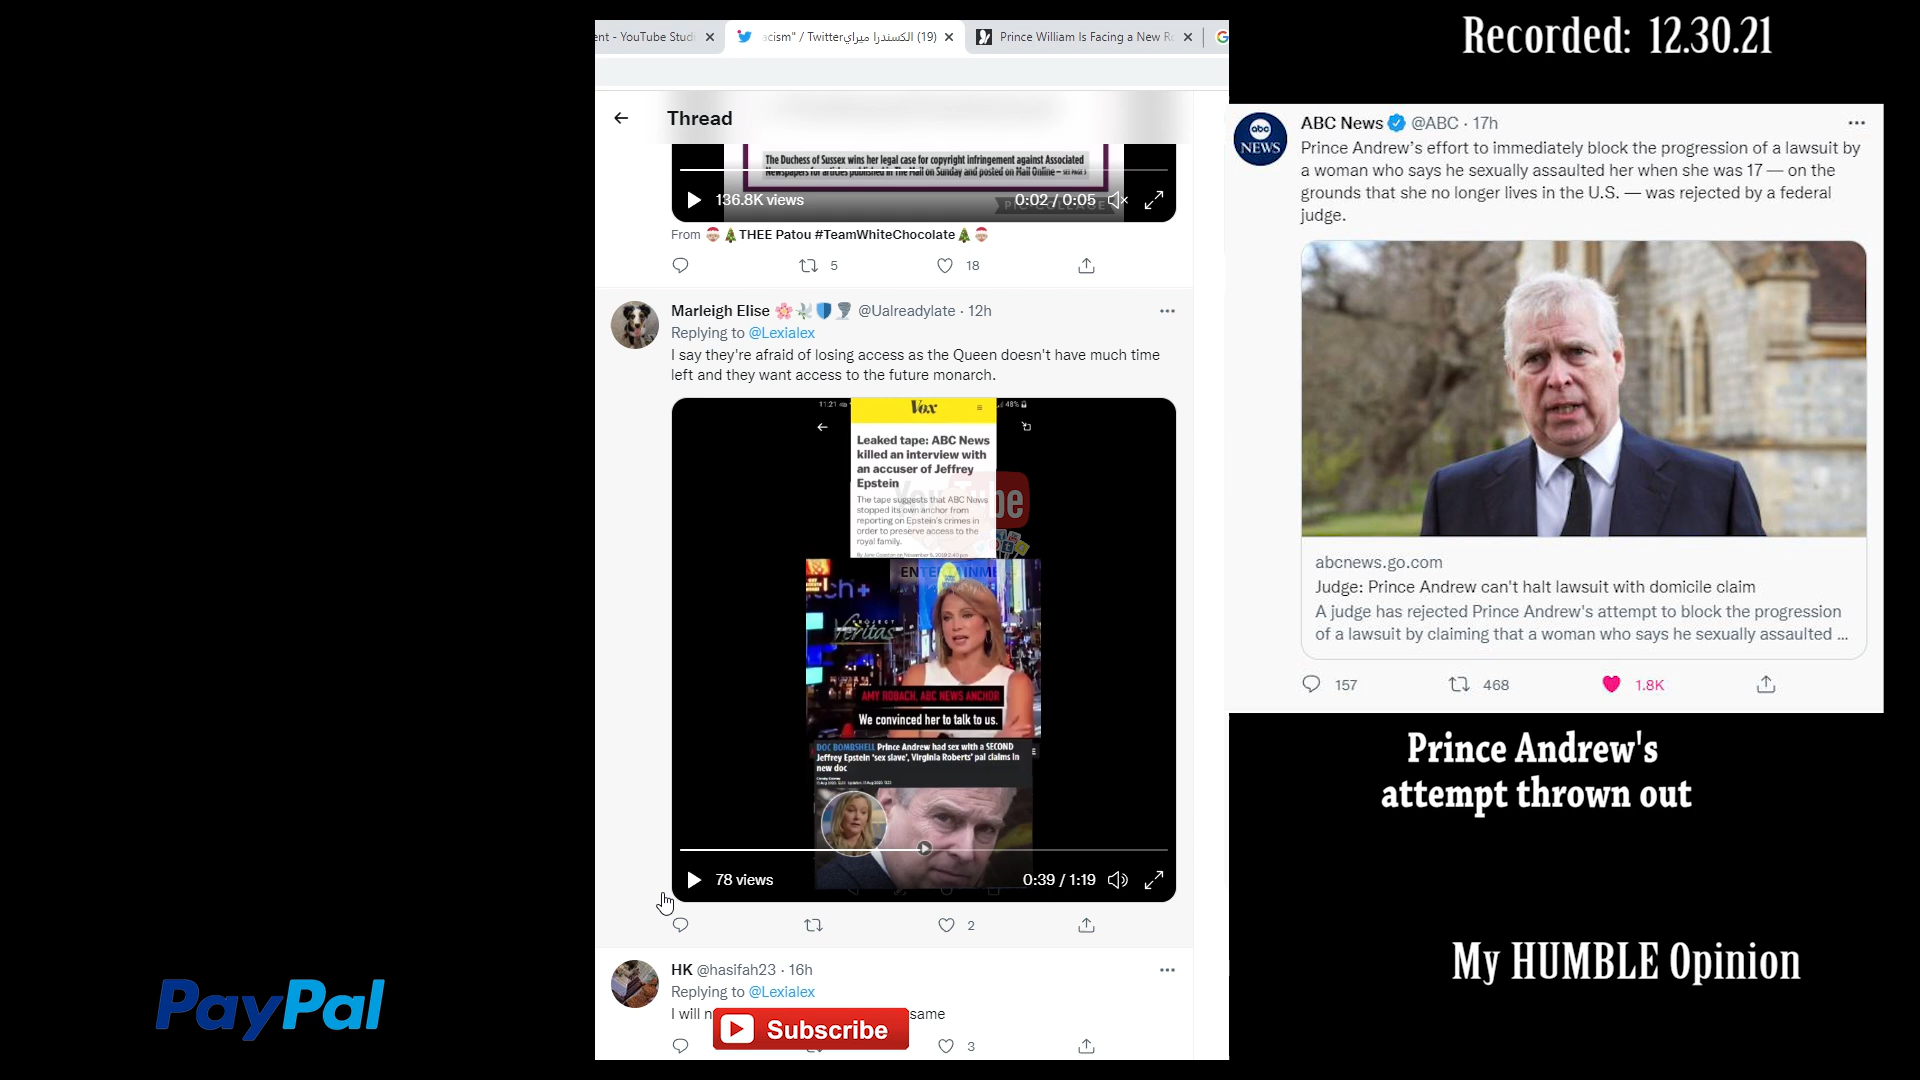 ent - YouTube Stud
(19) الكسندرا ميراي acism" / Twitter
Prince William Is Facing a New R
Thread
The Duchess of Sussex wins her legal case for copyright infringement against Associated
Newspapers for articles published in The Mail on Sunday and posted on Mail Online – SEE PAGE 3
136.8K views
0:02 / 0:05
PIC COLLAGE
From 🎅🎄THEE Patou #TeamWhiteChocolate🎄🎅
5
18
Marleigh Elise @Ualreadylate · 12h
Replying to @Lexialex
I say they're afraid of losing access as the Queen doesn't have much time
left and they want access to the future monarch.
11:21
48%
Vox
Leaked tape: ABC News
killed an interview with
an accuser of Jeffrey
Epstein
The tape suggests that ABC News
stopped its own anchor from
reporting on Epstein's crimes in
order to preserve access to the
royal family.
By Jane Coaston on November 5, 2019 2:40 pm
YouTube
ENTERTAINME
ch+
PROJECT
Veritas
AMY ROBACH, ABC NEWS ANCHOR
We convinced her to talk to us.
DOC BOMBSHELL Prince Andrew had sex with a SECOND
Jeffrey Epstein 'sex slave', Virginia Roberts' pal claims in
new doc
78 views
0:39 / 1:19
2
HK @hasifah23 · 16h
Replying to @Lexialex
I will n
same
Subscribe
3
PayPal
Recorded: 12.30.21
abc
NEWS
ABC News @ABC · 17h
Prince Andrew's effort to immediately block the progression of a lawsuit by
a woman who says he sexually assaulted her when she was 17 — on the
grounds that she no longer lives in the U.S. — was rejected by a federal
judge.
abcnews.go.com
Judge: Prince Andrew can't halt lawsuit with domicile claim
A judge has rejected Prince Andrew's attempt to block the progression
of a lawsuit by claiming that a woman who says he sexually assaulted ...
157
468
1.8K
Prince Andrew's
attempt thrown out
My HUMBLE Opinion